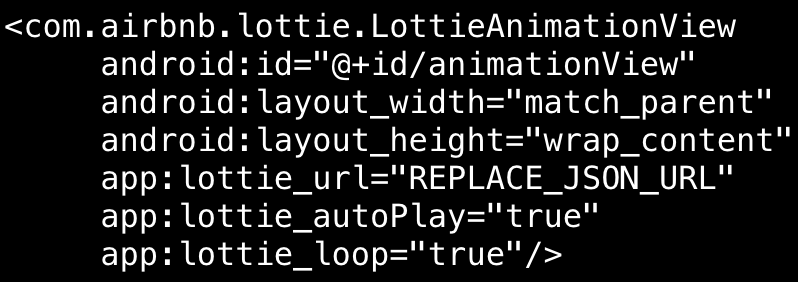 <com.airbnb.lottie.LottieAnimationView
android:id="@+id/animationView"
android:layout_width="match_parent"
android:layout_height="wrap_content"
app:lottie_url="REPLACE_JSON_URL"
app:lottie_autoPlay="true"
app:lottie_loop="true"/>